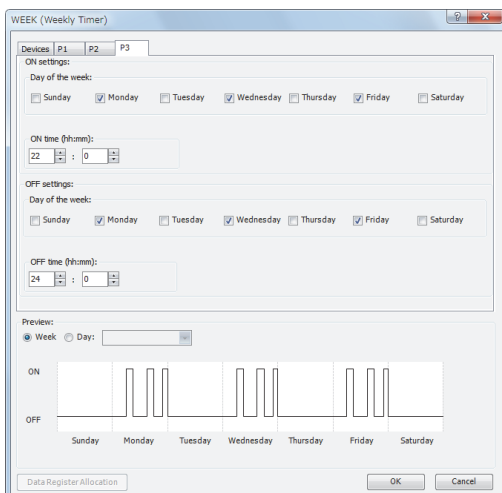 WEEK (Weekly Timer)
Devices P1 P2 P3
ON settings:
Day of the week:
Sunday Monday Tuesday Wednesday Thursday Friday Saturday
ON time (hh:mm):
22 : 0
OFF settings:
Day of the week:
Sunday Monday Tuesday Wednesday Thursday Friday Saturday
OFF time (hh:mm):
24 : 0
Preview:
Week Day:
ON
OFF
Sunday Monday Tuesday Wednesday Thursday Friday Saturday
Data Register Allocation OK Cancel